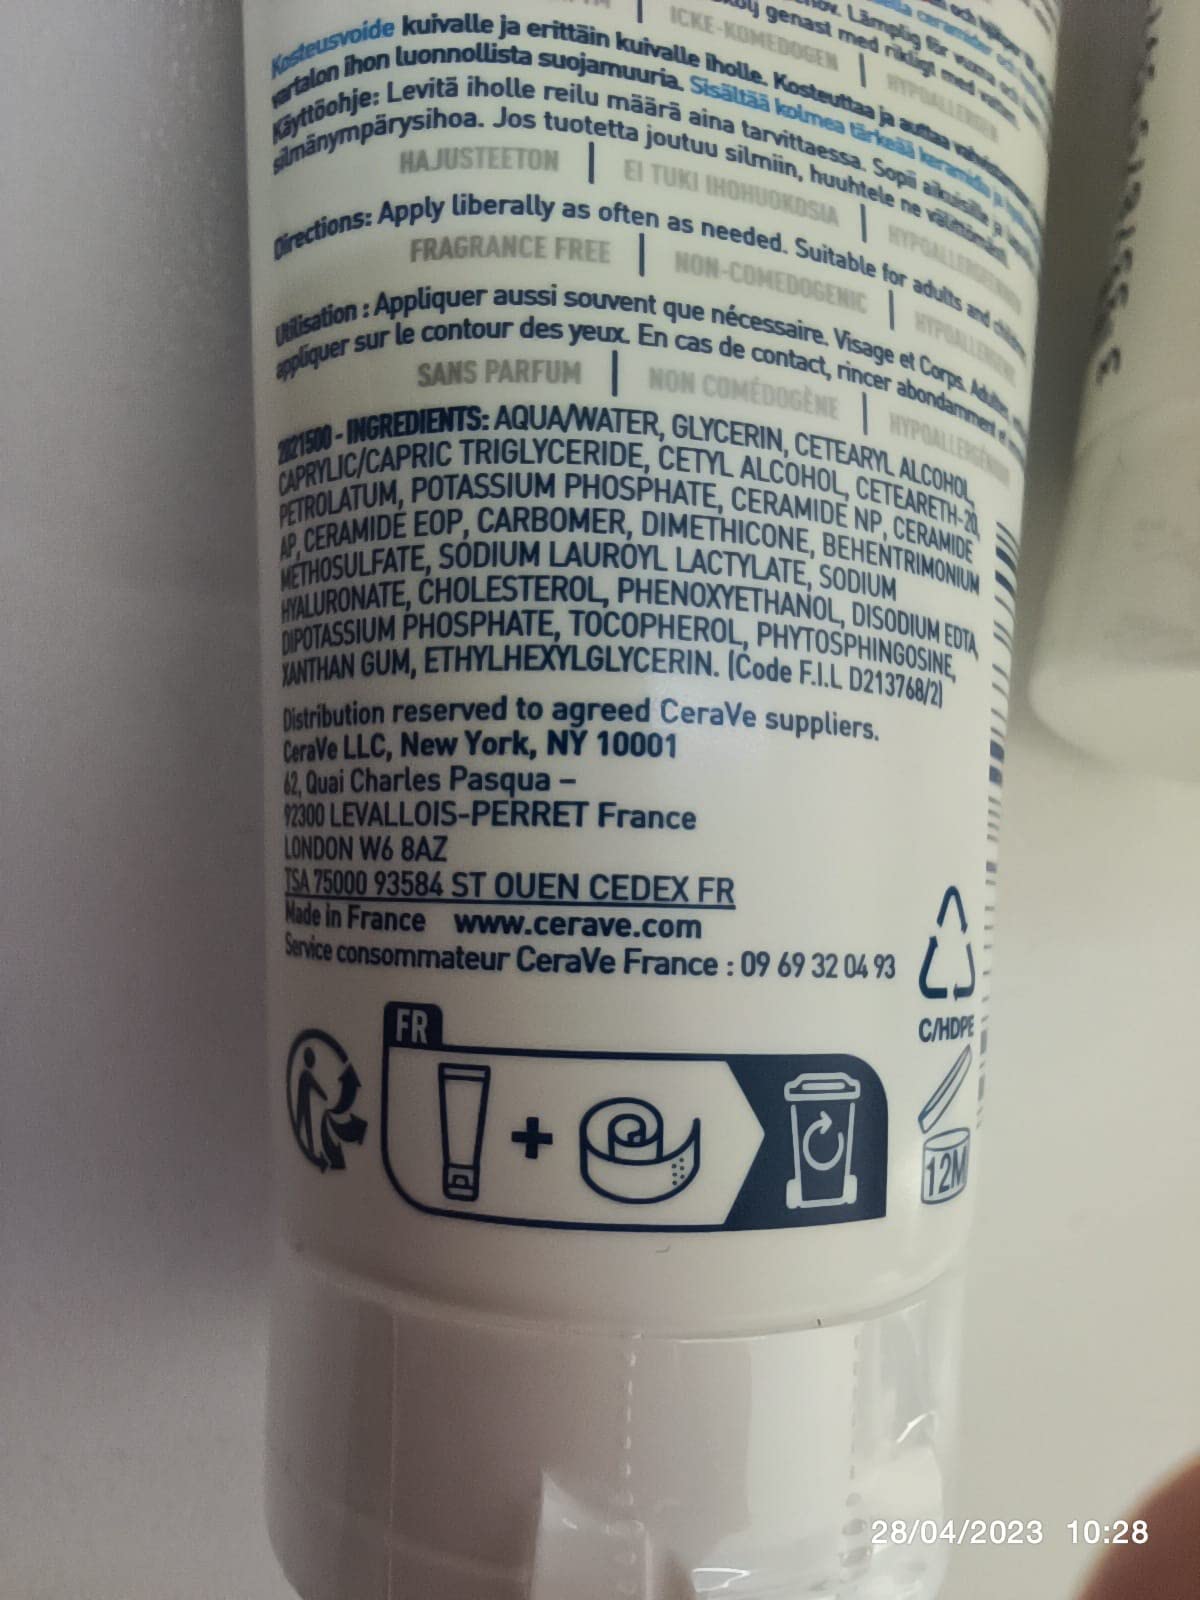 ICKE-KOMEDOGEN | HYPOALLERGEN
Kosteusvoide kuivalle ja erittäin kuivalle iholle. Kosteuttaa ja auttaa
vartalon ihon luonnollista suojamuuria. Sisältää kolmea tärkeää keramidia ja
Käyttöohje: Levitä iholle reilu määrä aina tarvittaessa. Sopii aikuisille ja
silmänympärysihoa. Jos tuotetta joutuu silmiin, huuhtele ne välittömästi.
HAJUSTEETON | EI TUKI IHOHUOKOSIA |
Directions: Apply liberally as often as needed. Suitable for adults and
FRAGRANCE FREE | NON-COMEDOGENIC | HYPOALLERGENIC
Utilisation : Appliquer aussi souvent que nécessaire. Visage et Corps.
appliquer sur le contour des yeux. En cas de contact, rincer abondamment
SANS PARFUM | NON COMÉDOGÈNE | HYPOALLERGÉNIQUE
2021500 - INGREDIENTS: AQUA/WATER, GLYCERIN, CETEARYL ALCOHOL,
CAPRYLIC/CAPRIC TRIGLYCERIDE, CETYL ALCOHOL, CETEARETH-20,
PETROLATUM, POTASSIUM PHOSPHATE, CERAMIDE NP, CERAMIDE
AP, CERAMIDE EOP, CARBOMER, DIMETHICONE, BEHENTRIMONIUM
METHOSULFATE, SODIUM LAUROYL LACTYLATE, SODIUM
HYALURONATE, CHOLESTEROL, PHENOXYETHANOL, DISODIUM EDTA,
DIPOTASSIUM PHOSPHATE, TOCOPHEROL, PHYTOSPHINGOSINE,
XANTHAN GUM, ETHYLHEXYLGLYCERIN. (Code F.I.L D213768/2)
Distribution reserved to agreed CeraVe suppliers.
CeraVe LLC, New York, NY 10001
62, Quai Charles Pasqua –
92300 LEVALLOIS-PERRET France
LONDON W6 8AZ
TSA 75000 93584 ST OUEN CEDEX FR
Made in France www.cerave.com
Service consommateur CeraVe France : 09 69 32 04 93
C/HDPE
FR
12M
28/04/2023 10:28